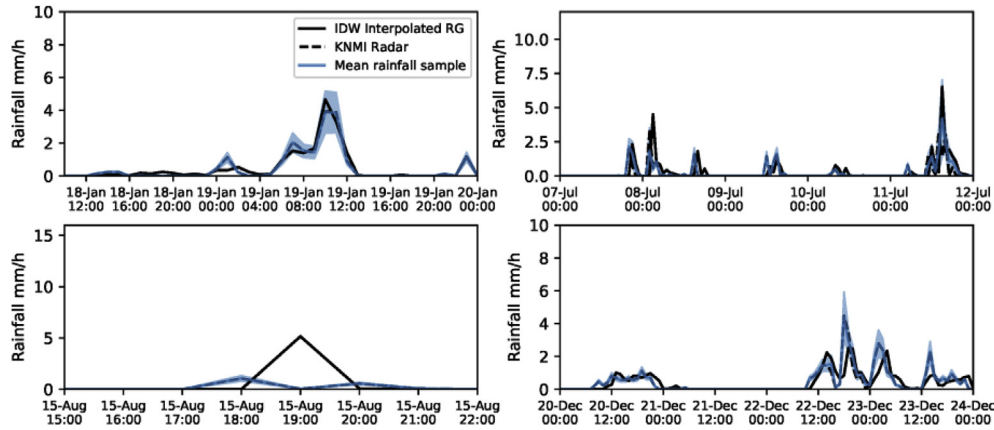 Rainfall mm/h
10
8
6
4
2
0
IDW Interpolated RG
KNMI Radar
Mean rainfall sample
18-Jan 18-Jan 18-Jan 19-Jan 19-Jan 19-Jan 19-Jan 19-Jan 19-Jan 20-Jan
12:00 16:00 20:00 00:00 04:00 08:00 12:00 16:00 20:00 00:00
Rainfall mm/h
10.0
7.5
5.0
2.5
0.0
07-Jul 08-Jul 09-Jul 10-Jul 11-Jul 12-Jul
00:00 00:00 00:00 00:00 00:00 00:00
Rainfall mm/h
15
10
5
0
15-Aug 15-Aug 15-Aug 15-Aug 15-Aug 15-Aug 15-Aug 15-Aug
15:00 16:00 17:00 18:00 19:00 20:00 21:00 22:00
Rainfall mm/h
10
8
6
4
2
0
20-Dec 20-Dec 21-Dec 21-Dec 22-Dec 22-Dec 23-Dec 23-Dec 24-Dec
00:00 12:00 00:00 12:00 00:00 12:00 00:00 12:00 00:00